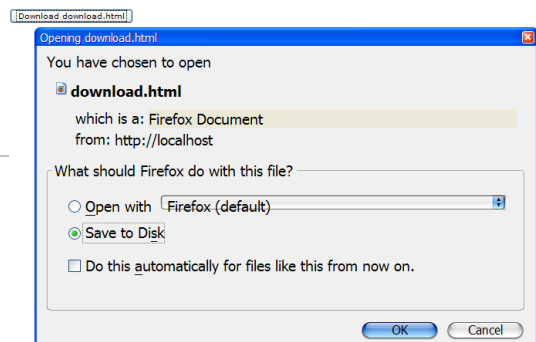 Download download.html
Opening download.html
You have chosen to open
download.html
which is a: Firefox Document
from: http://localhost
What should Firefox do with this file?
Open with Firefox (default)
Save to Disk
Do this automatically for files like this from now on.
OK Cancel